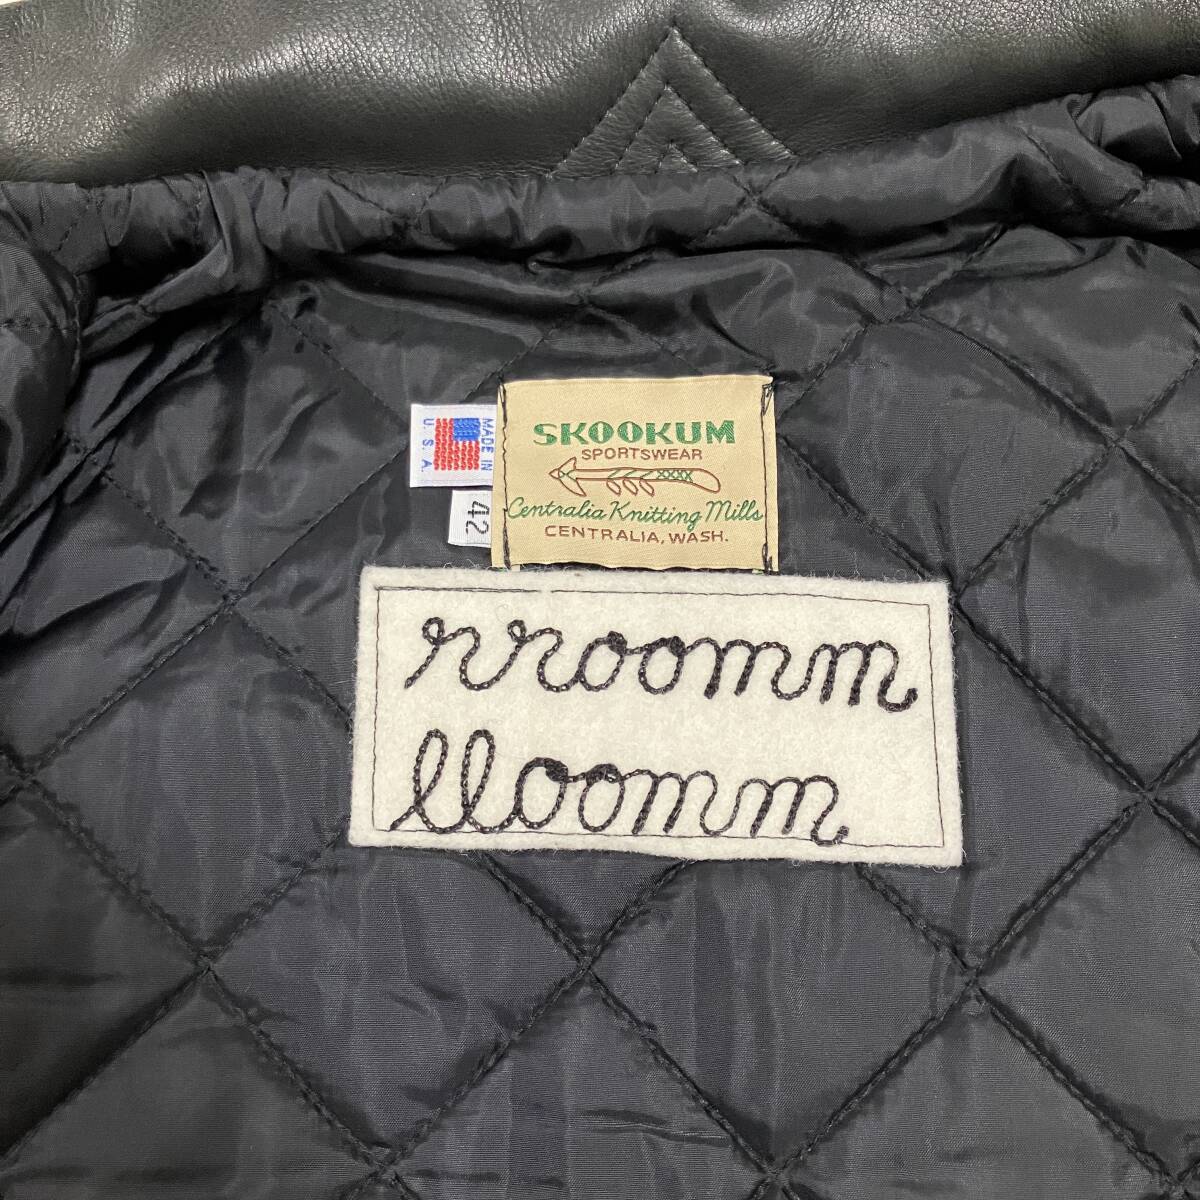 SKOOKUM
SPORTSWEAR
Centralia Knitting Mills
CENTRALIA, WASH.
MADE IN
U.S.A.
42
rroomm
lloomm